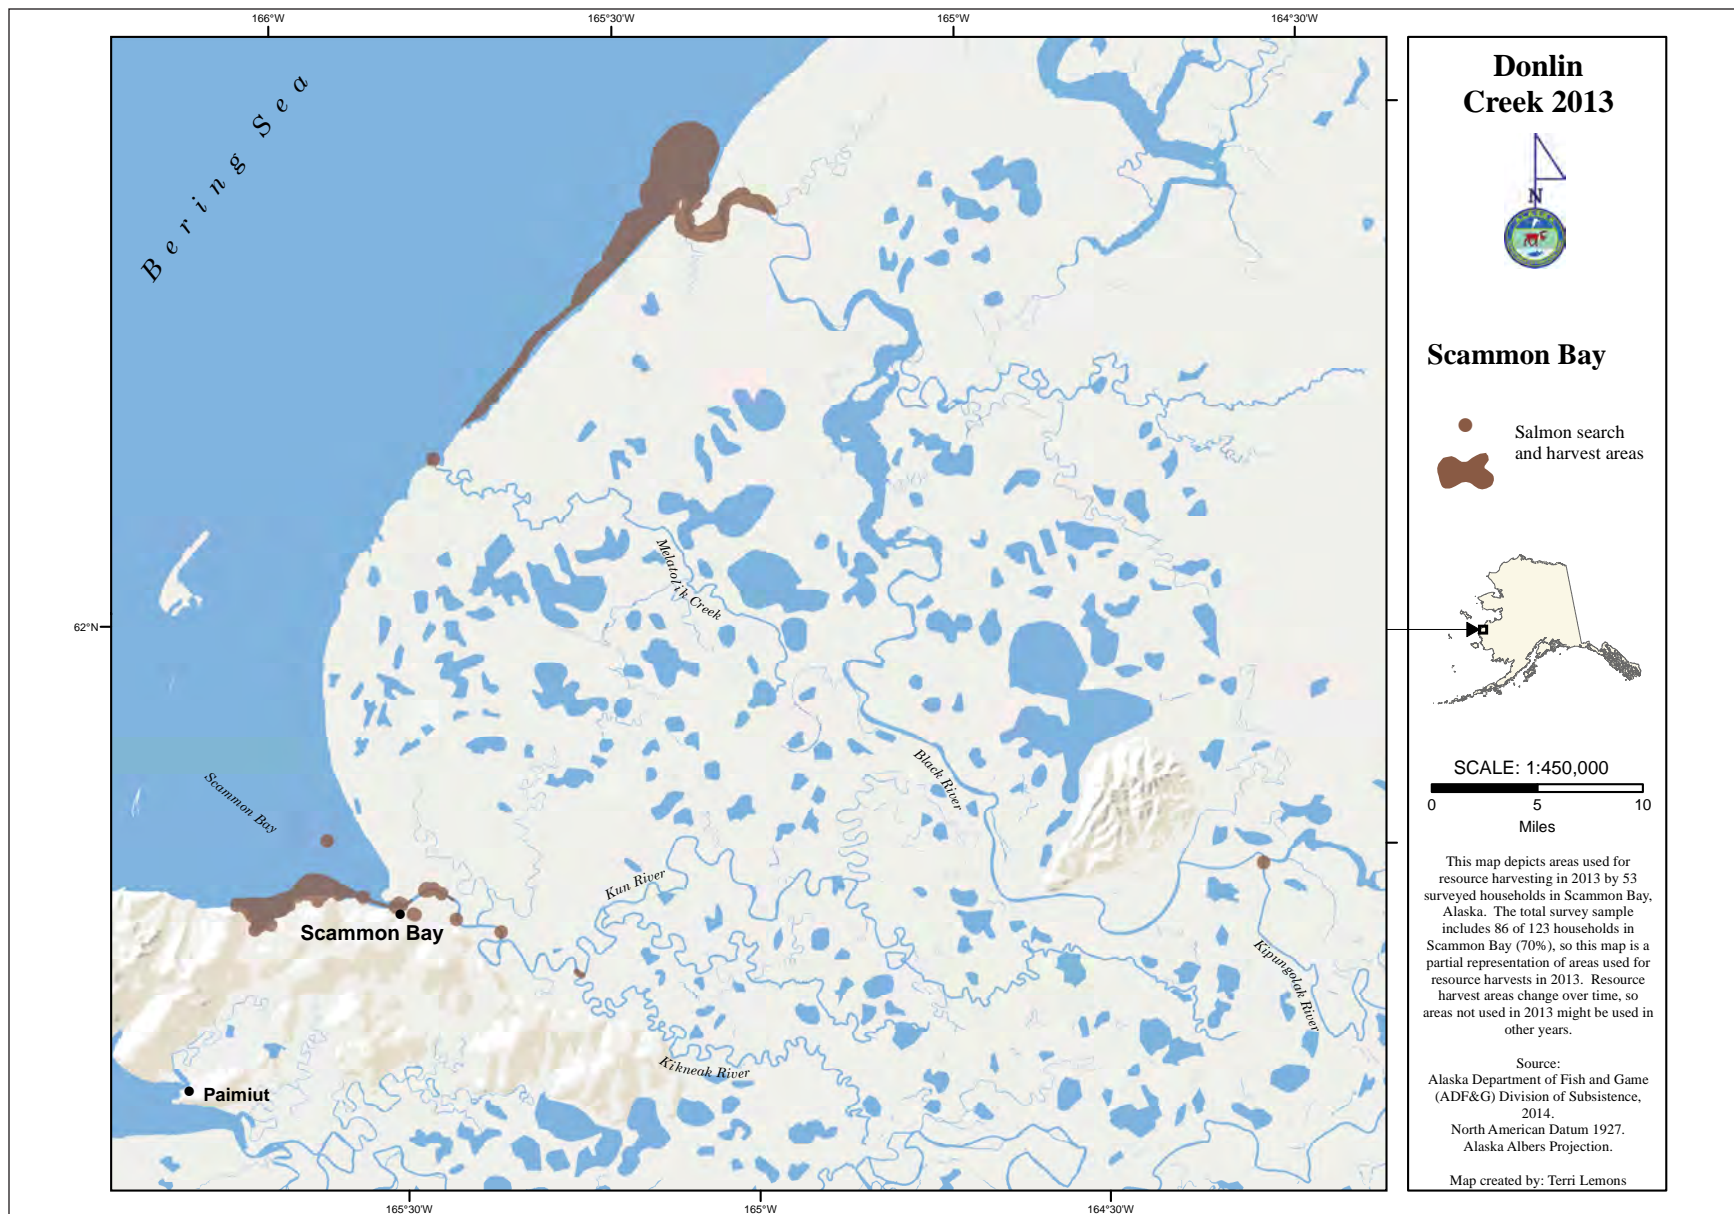 166°W
165°30'W
165°W
164°30'W
Bering Sea
62°N
Melatolik Creek
Black River
Scammon Bay
Kun River
Scammon Bay
Kipungolak River
Kikneak River
Paimiut
165°30'W
165°W
164°30'W
Donlin
Creek 2013
N
ALASKA
Scammon Bay
Salmon search
and harvest areas
SCALE: 1:450,000
0 5 10
Miles
This map depicts areas used for
resource harvesting in 2013 by 53
surveyed households in Scammon Bay,
Alaska. The total survey sample
includes 86 of 123 households in
Scammon Bay (70%), so this map is a
partial representation of areas used for
resource harvests in 2013. Resource
harvest areas change over time, so
areas not used in 2013 might be used in
other years.
Source:
Alaska Department of Fish and Game
(ADF&G) Division of Subsistence,
2014.
North American Datum 1927.
Alaska Albers Projection.
Map created by: Terri Lemons